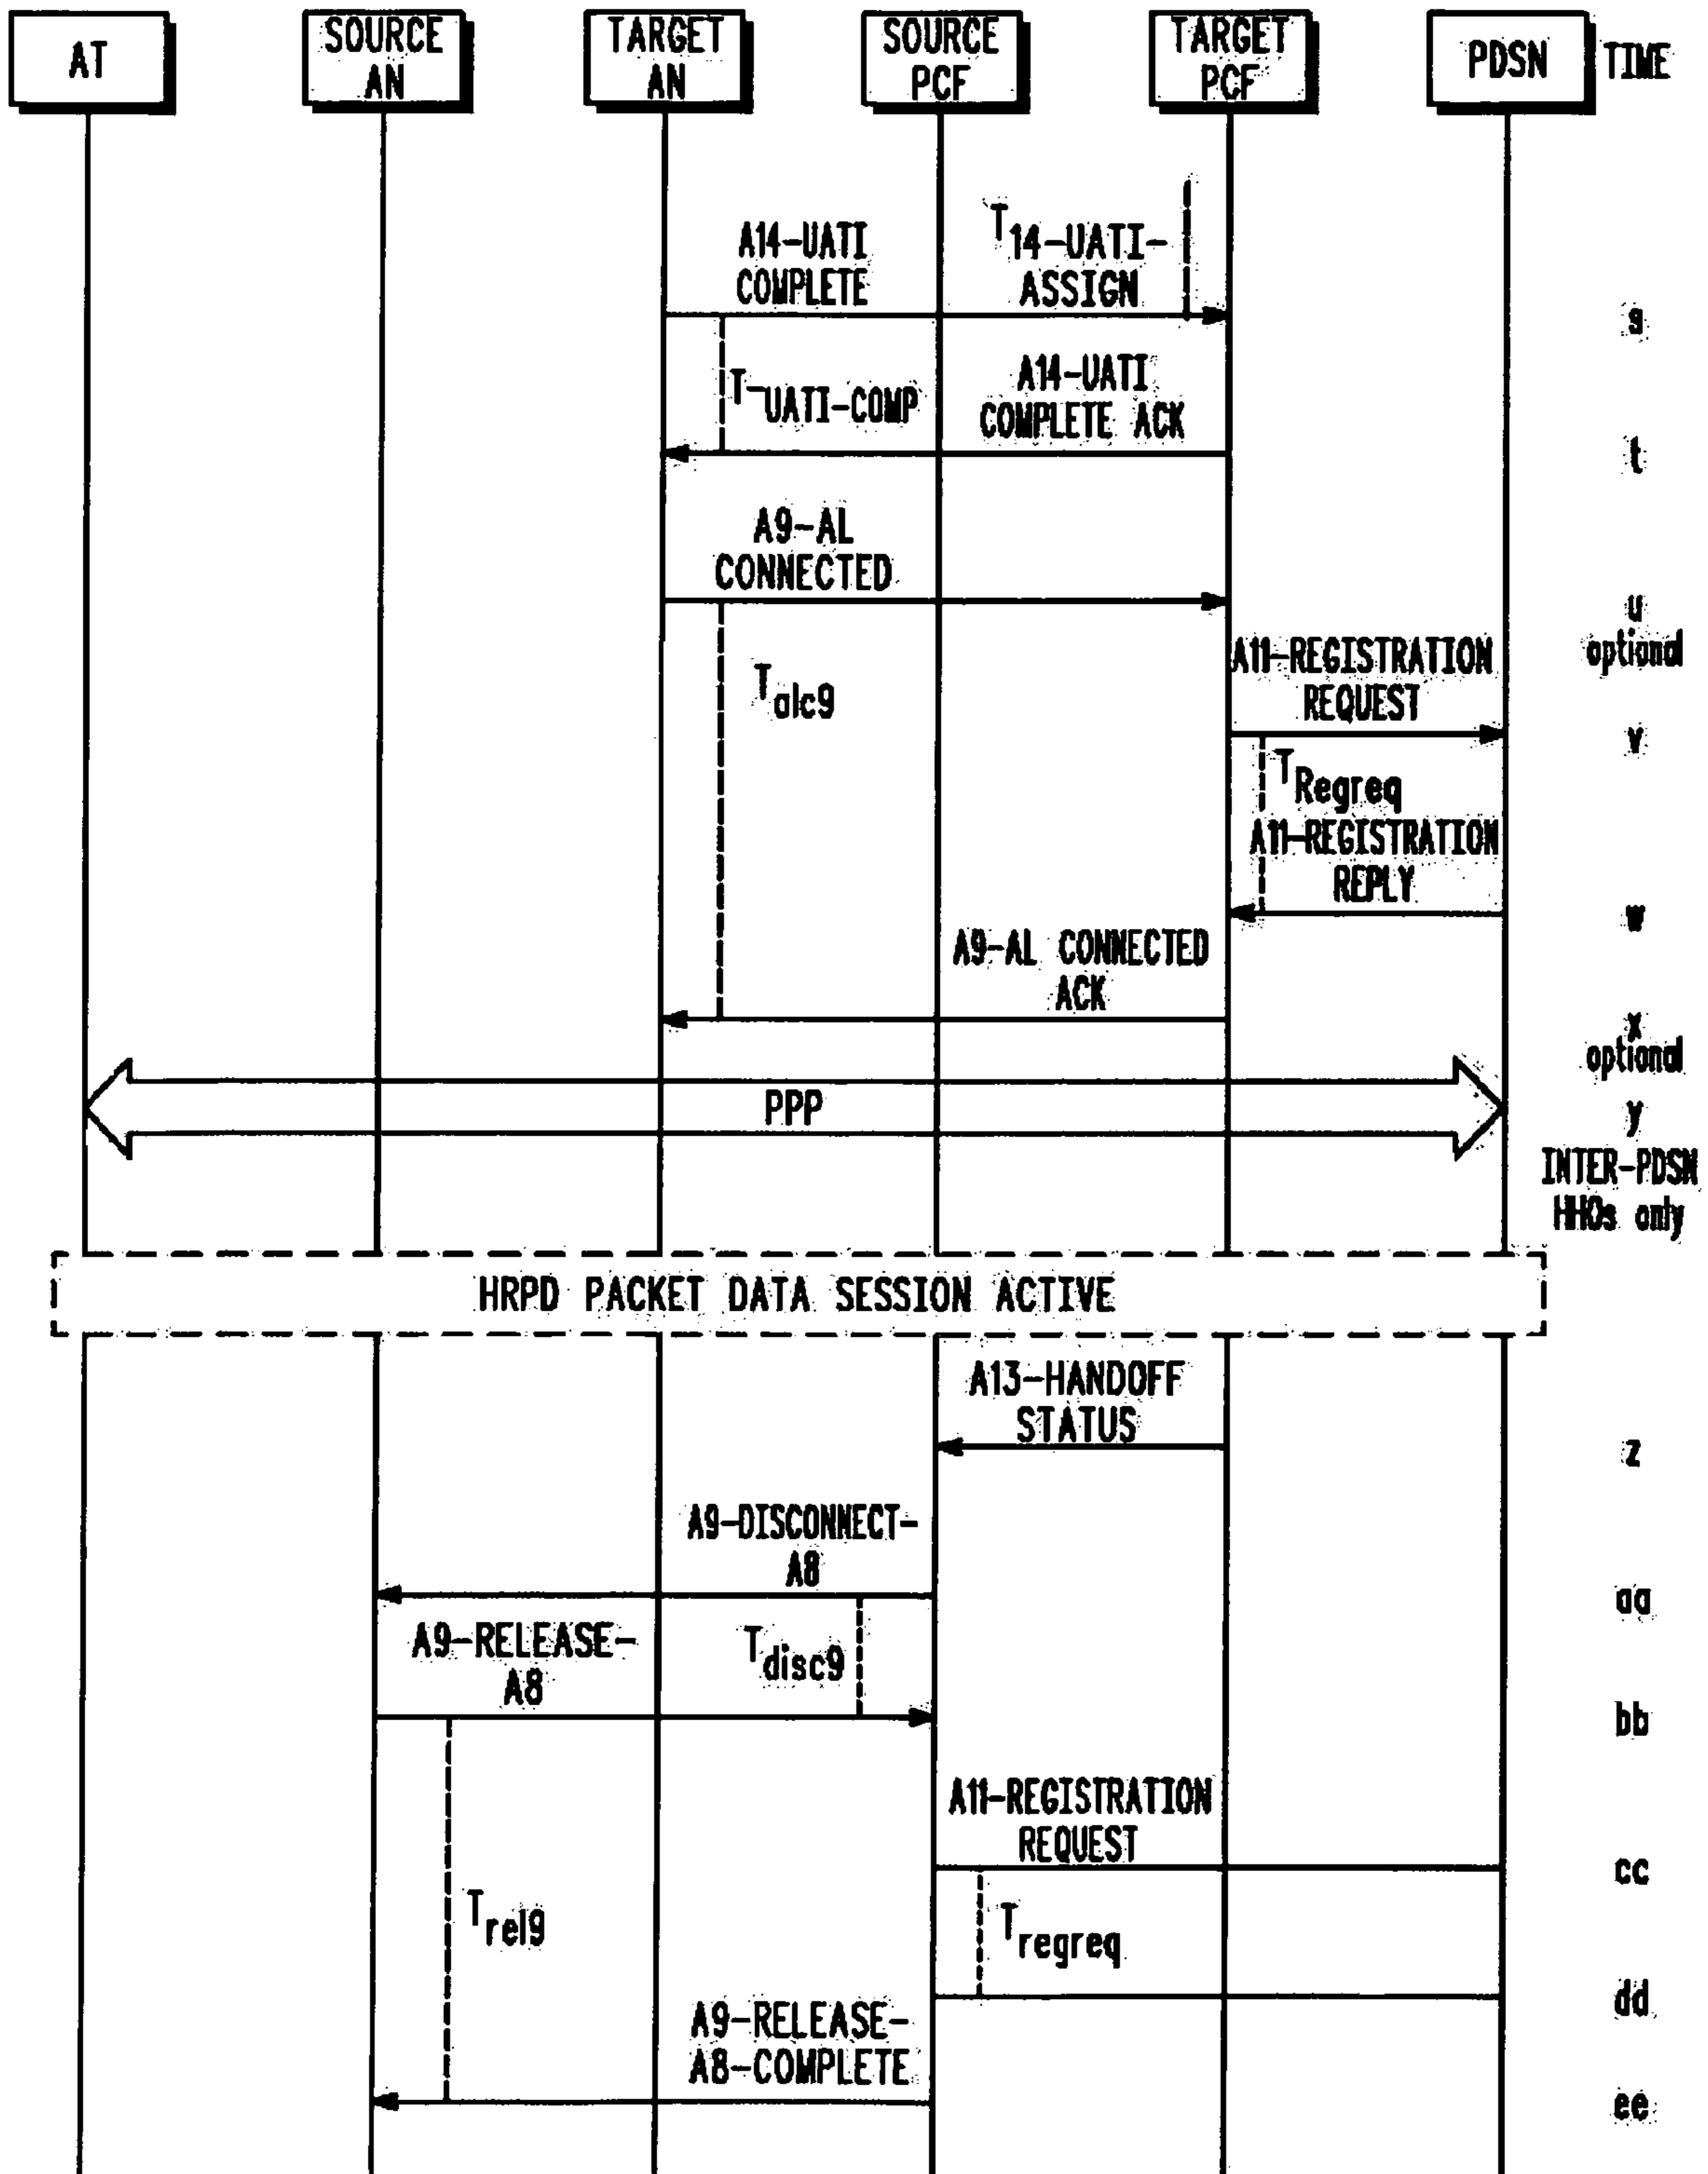 AT
SOURCE
AN
TARGET
AN
SOURCE
PCF
TARGET
PCF
PDSN
TIME
A14-UATI
COMPLETE
T14-UATI-
ASSIGN
s
T-UATI-COMP
A14-UATI
COMPLETE ACK
t
A9-AL
CONNECTED
u
optional
Talc9
A11-REGISTRATION
REQUEST
v
TRegreq
A11-REGISTRATION
REPLY
w
A9-AL CONNECTED
ACK
x
optional
PPP
y
INTER-PDSN
HHOs only
HRPD PACKET DATA SESSION ACTIVE
A13-HANDOFF
STATUS
z
A9-DISCONNECT-
A8
aa
A9-RELEASE-
A8
Tdisc9
bb
A11-REGISTRATION
REQUEST
cc
Trel9
Tregreq
dd
A9-RELEASE-
A8-COMPLETE
ee